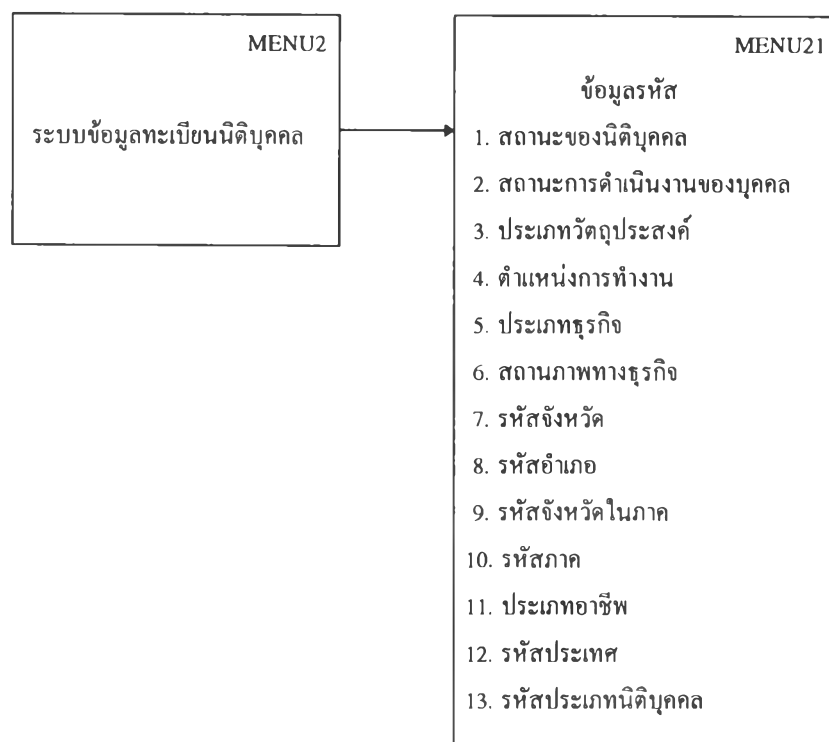 MENU2
ระบบข้อมูลทะเบียนนิติบุคคล
MENU21
ข้อมูลรหัส
1. สถานะของนิติบุคคล
2. สถานะการดำเนินงานของบุคคล
3. ประเภทวัตถุประสงค์
4. ตำแหน่งการทำงาน
5. ประเภทธุรกิจ
6. สถานภาพทางธุรกิจ
7. รหัสจังหวัด
8. รหัสอำเภอ
9. รหัสจังหวัดในภาค
10. รหัสภาค
11. ประเภทอาชีพ
12. รหัสประเทศ
13. รหัสประเภทนิติบุคคล